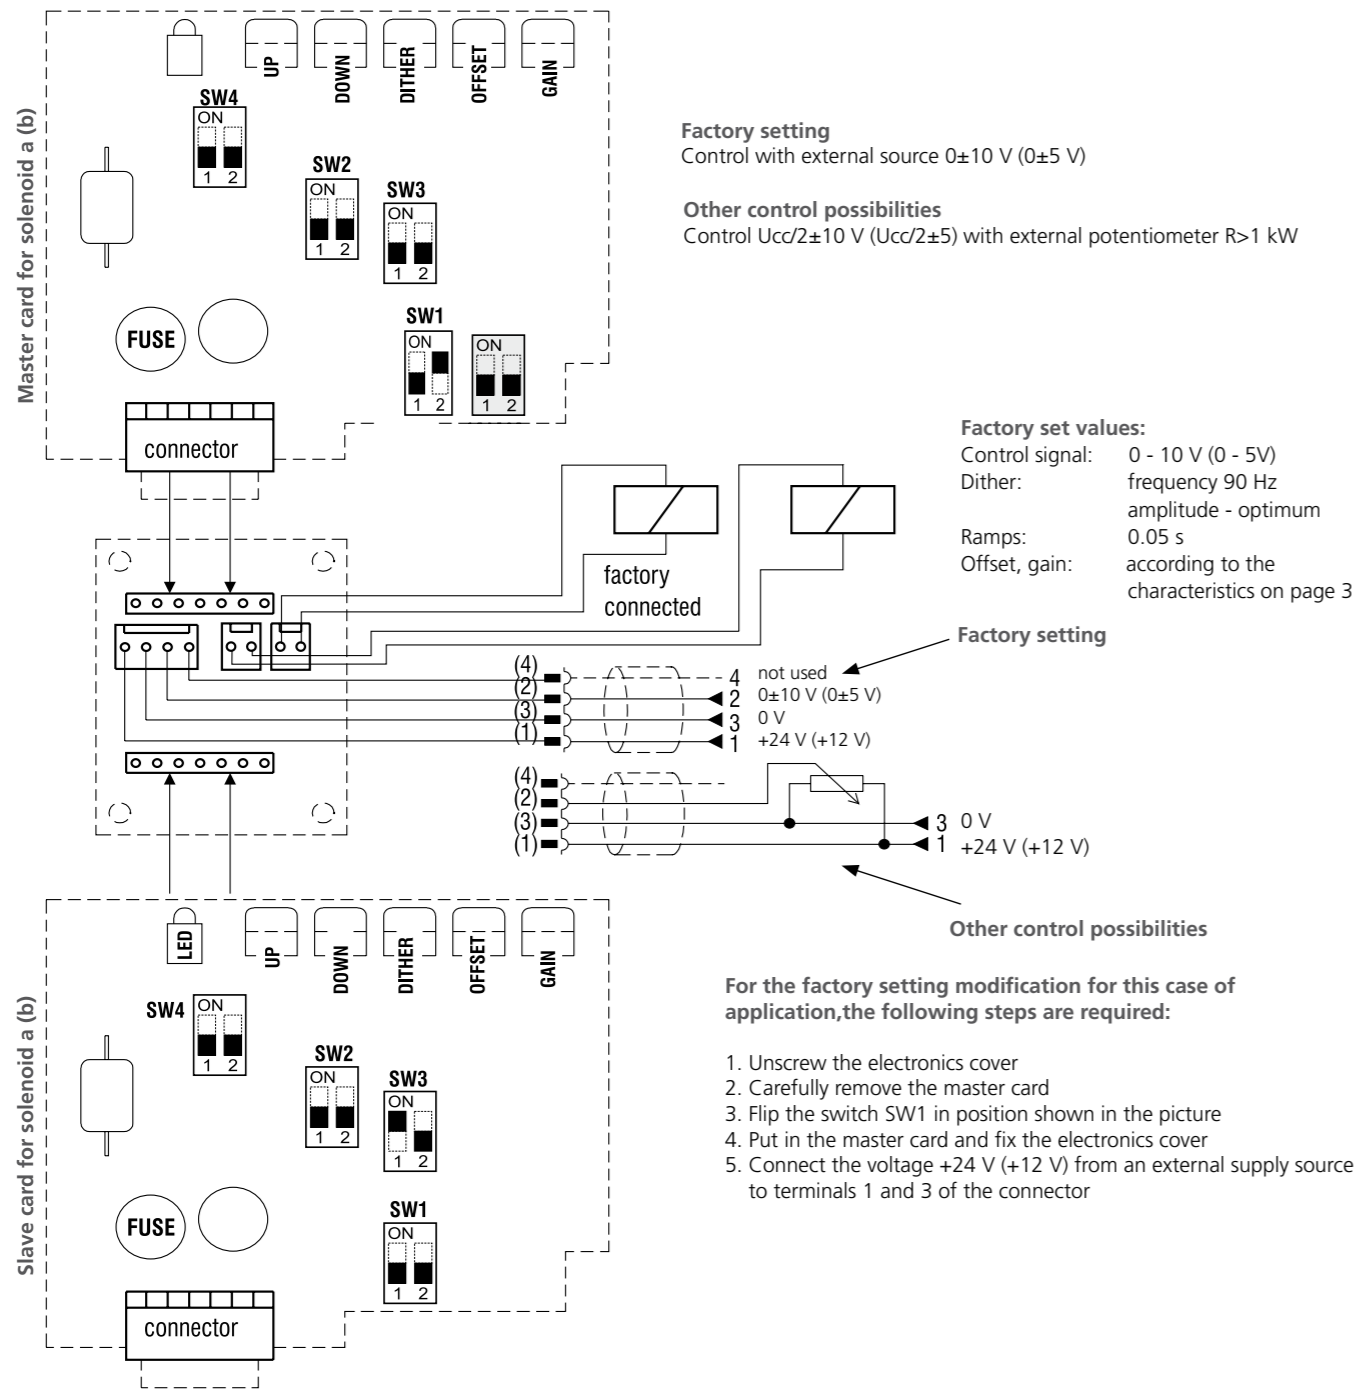 Master card for solenoid a (b)
UP
DOWN
DITHER
OFFSET
GAIN
SW4
ON
1 2
SW2
ON
1 2
SW3
ON
1 2
SW1
ON
1 2
ON
1 2
FUSE
connector
Factory setting
Control with external source 0±10 V (0±5 V)
Other control possibilities
Control Ucc/2±10 V (Ucc/2±5) with external potentiometer R>1 kW
Factory set values:
Control signal: 0 - 10 V (0 - 5V)
Dither: frequency 90 Hz
amplitude - optimum
Ramps: 0.05 s
Offset, gain: according to the
characteristics on page 3
factory
connected
Factory setting
(4) 4 not used
(2) 2 0±10 V (0±5 V)
(3) 3 0 V
(1) 1 +24 V (+12 V)
(4)
(2)
(3) 3 0 V
(1) 1 +24 V (+12 V)
Other control possibilities
Slave card for solenoid a (b)
LED
UP
DOWN
DITHER
OFFSET
GAIN
SW4
ON
1 2
SW2
ON
1 2
SW3
ON
1 2
SW1
ON
1 2
FUSE
connector
For the factory setting modification for this case of
application,the following steps are required:
1. Unscrew the electronics cover
2. Carefully remove the master card
3. Flip the switch SW1 in position shown in the picture
4. Put in the master card and fix the electronics cover
5. Connect the voltage +24 V (+12 V) from an external supply source
to terminals 1 and 3 of the connector